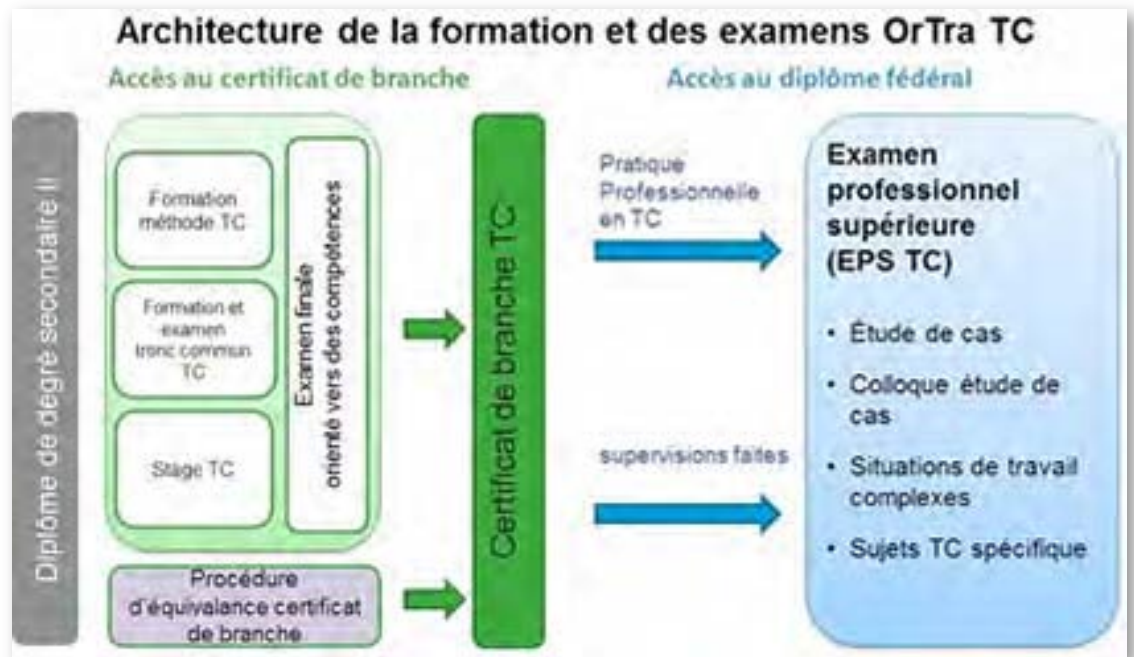 Architecture de la formation et des examens OrTra TC
Accès au certificat de branche
Accès au diplôme fédéral
Diplôme de degré secondaire II
Formation
méthode TC
Formation et
examen
tronc commun
TC
Stage TC
Examen finale
orienté vers des compétences
Procédure
d'équivalance certificat
de branche
Certificat de branche TC
Pratique
Professionnelle
en TC
supervisions faites
Examen
professionnel
supérieure
(EPS TC)
• Étude de cas
• Colloque étude de
cas
• Situations de travail
complexes
• Sujets TC spécifique